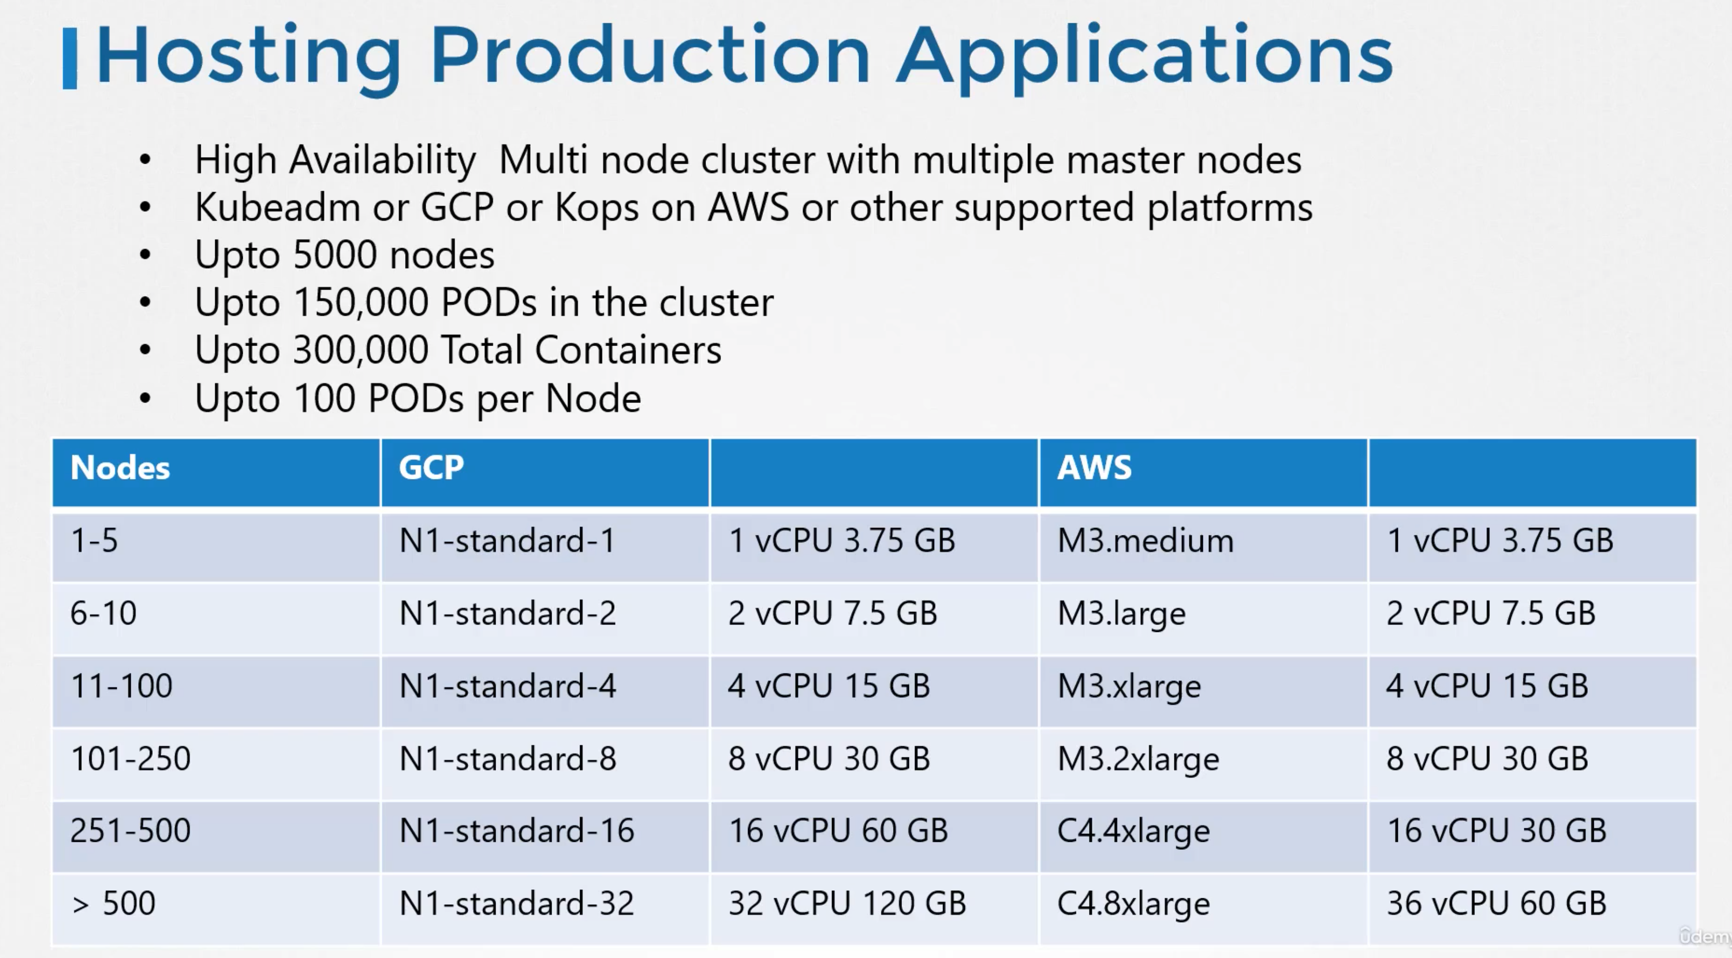 Hosting Production Applications
• High Availability  Multi node cluster with multiple master nodes
• Kubeadm or GCP or Kops on AWS or other supported platforms
• Upto 5000 nodes
• Upto 150,000 PODs in the cluster
• Upto 300,000 Total Containers
• Upto 100 PODs per Node
Nodes GCP AWS
1-5 N1-standard-1 1 vCPU 3.75 GB M3.medium 1 vCPU 3.75 GB
6-10 N1-standard-2 2 vCPU 7.5 GB M3.large 2 vCPU 7.5 GB
11-100 N1-standard-4 4 vCPU 15 GB M3.xlarge 4 vCPU 15 GB
101-250 N1-standard-8 8 vCPU 30 GB M3.2xlarge 8 vCPU 30 GB
251-500 N1-standard-16 16 vCPU 60 GB C4.4xlarge 16 vCPU 30 GB
> 500 N1-standard-32 32 vCPU 120 GB C4.8xlarge 36 vCPU 60 GB
udemy